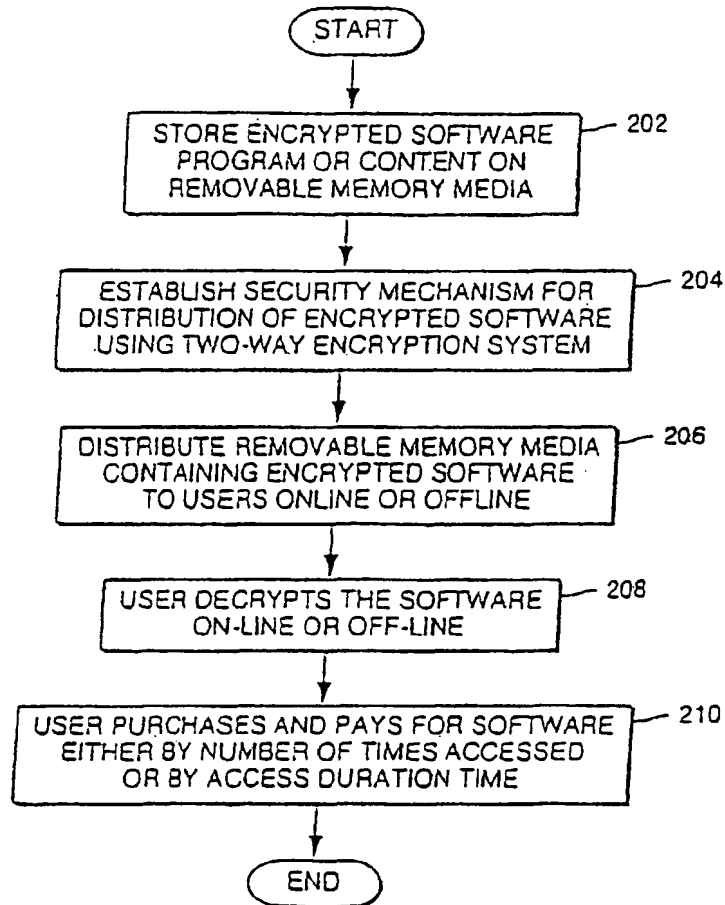 START
STORE ENCRYPTED SOFTWARE
PROGRAM OR CONTENT ON
REMOVABLE MEMORY MEDIA
202
ESTABLISH SECURITY MECHANISM FOR
DISTRIBUTION OF ENCRYPTED SOFTWARE
USING TWO-WAY ENCRYPTION SYSTEM
204
DISTRIBUTE REMOVABLE MEMORY MEDIA
CONTAINING ENCRYPTED SOFTWARE
TO USERS ONLINE OR OFFLINE
206
USER DECRYPTS THE SOFTWARE
ON-LINE OR OFF-LINE
208
USER PURCHASES AND PAYS FOR SOFTWARE
EITHER BY NUMBER OF TIMES ACCESSED
OR BY ACCESS DURATION TIME
210
END